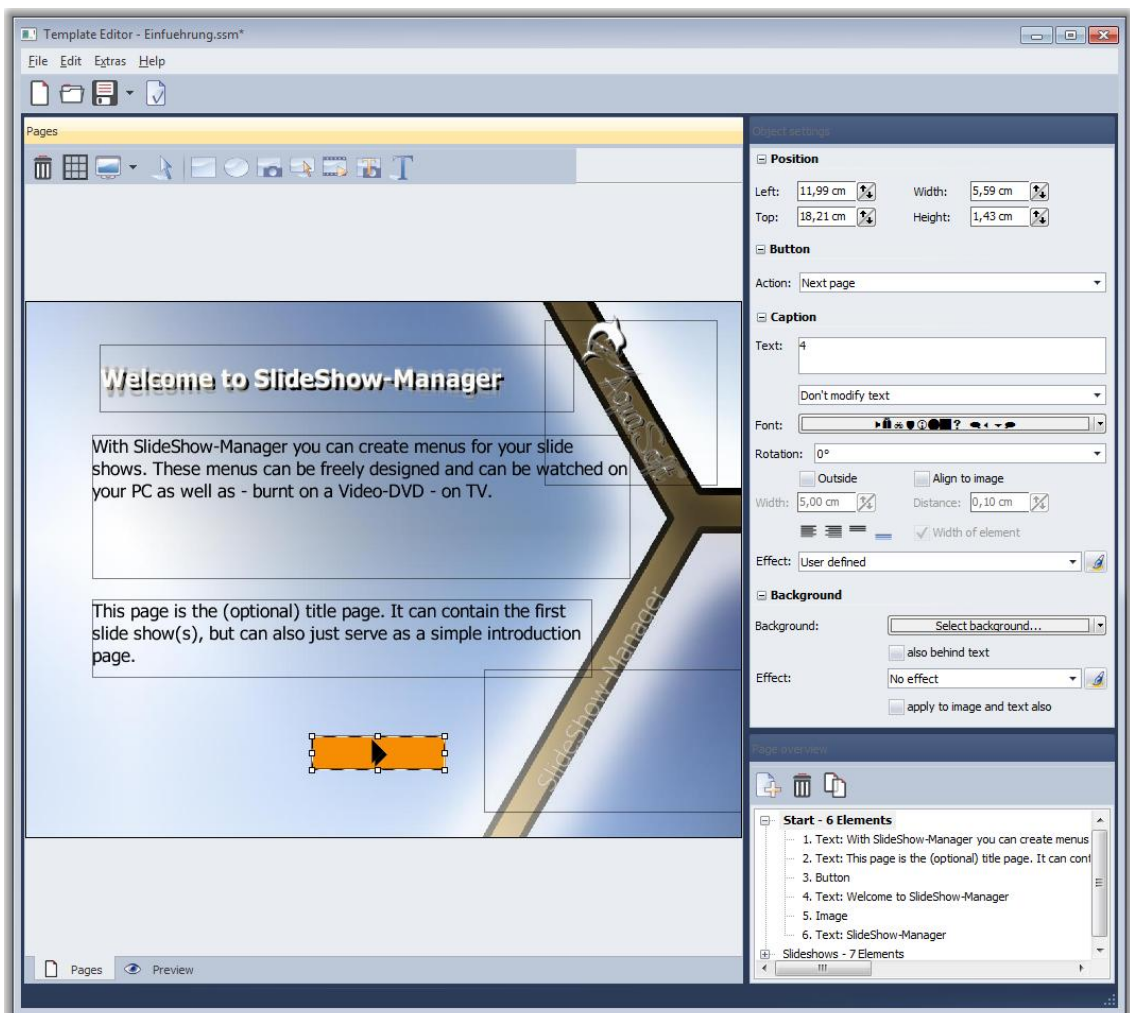 Template Editor - Einfuehrung.ssm*
File Edit Extras Help
Pages
Welcome to SlideShow-Manager
With SlideShow-Manager you can create menus for your slide
shows. These menus can be freely designed and can be watched on
your PC as well as - burnt on a Video-DVD - on TV.
This page is the (optional) title page. It can contain the first
slide show(s), but can also just serve as a simple introduction
page.
AquaSoft
SlideShow-Manager
Pages Preview
Object settings
Position
Left: 11,99 cm Width: 5,59 cm
Top: 18,21 cm Height: 1,43 cm
Button
Action: Next page
Caption
Text: 4
Don't modify text
Font:
Rotation: 0°
Outside Align to image
Width: 5,00 cm Distance: 0,10 cm
Width of element
Effect: User defined
Background
Background: Select background...
also behind text
Effect: No effect
apply to image and text also
Page overview
Start - 6 Elements
1. Text: With SlideShow-Manager you can create menus
2. Text: This page is the (optional) title page. It can cont
3. Button
4. Text: Welcome to SlideShow-Manager
5. Image
6. Text: SlideShow-Manager
Slideshows - 7 Elements